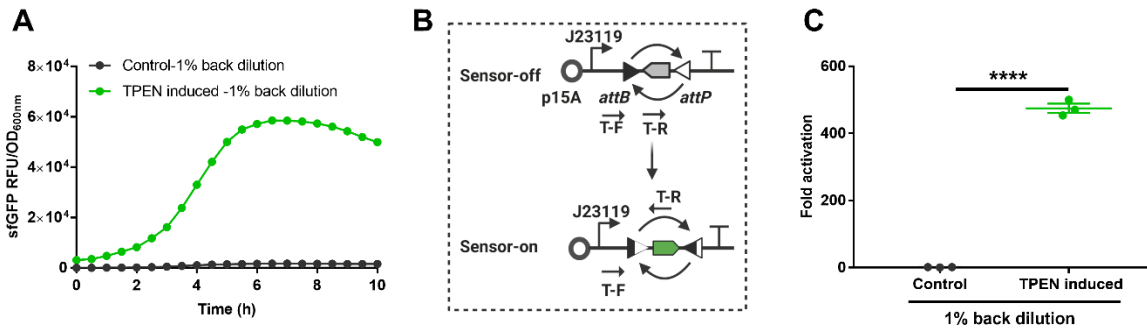 A
sfGFP RFU/OD600nm
8×10⁴
6×10⁴
4×10⁴
2×10⁴
0
Control-1% back dilution
TPEN induced -1% back dilution
0 2 4 6 8 10
Time (h)
B
J23119
Sensor-off
p15A attB attP
T-F T-R
T-R
J23119
Sensor-on
T-F
C
Fold activation
600
400
200
0
****
Control TPEN induced
1% back dilution